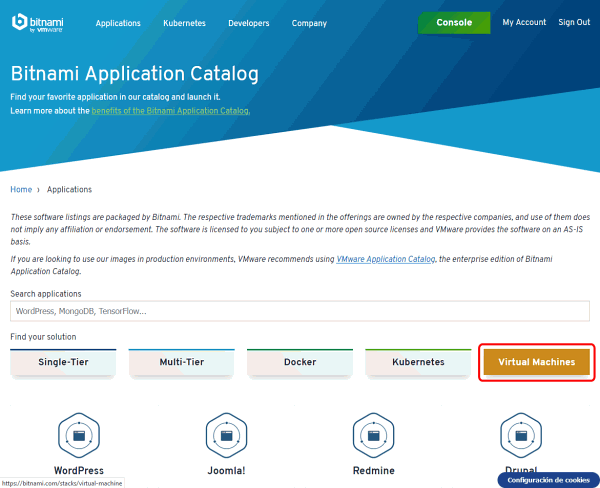 bitnami
by vmware
Applications
Kubernetes
Developers
Company
Console
My Account
Sign Out
Bitnami Application Catalog
Find your favorite application in our catalog and launch it.
Learn more about the benefits of the Bitnami Application Catalog.
Home › Applications
These software listings are packaged by Bitnami. The respective trademarks mentioned in the offerings are owned by the respective companies, and use of them does
not imply any affiliation or endorsement. The software is licensed to you subject to one or more open source licenses and VMware provides the software on an AS-IS
basis.
If you are looking to use our images in production environments, VMware recommends using VMware Application Catalog, the enterprise edition of Bitnami
Application Catalog.
Search applications
WordPress, MongoDB, TensorFlow...
Find your solution
Single-Tier
Multi-Tier
Docker
Kubernetes
Virtual Machines
WordPress
Joomla!
Redmine
Drupal
https://bitnami.com/stacks/virtual-machine
Configuración de cookies